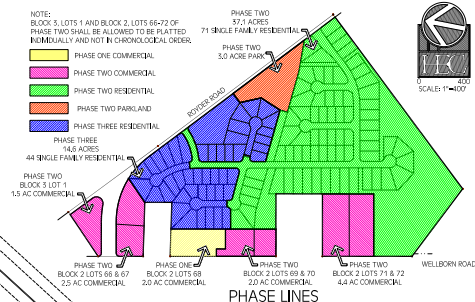 NOTE:
BLOCK 3, LOTS 1 AND BLOCK 2, LOTS 66-72 OF
PHASE TWO SHALL BE ALLOWED TO BE PLATTED
INDIVIDUALLY AND NOT IN CHRONOLOGICAL ORDER.
PHASE ONE COMMERCIAL
PHASE TWO COMMERCIAL
PHASE TWO RESIDENTIAL
PHASE TWO PARKLAND
PHASE THREE RESIDENTIAL
PHASE TWO
37.1 ACRES
71 SINGLE FAMILY RESIDENTIAL
PHASE TWO
3.0 ACRE PARK
ROYDER ROAD
0 400
SCALE: 1"=400'
PHASE THREE
14.6 ACRES
44 SINGLE FAMILY RESIDENTIAL
PHASE TWO
BLOCK 3 LOT 1
1.5 AC COMMERCIAL
PHASE TWO
BLOCK 2 LOTS 66 & 67
2.5 AC COMMERCIAL
PHASE ONE
BLOCK 2 LOTS 68
2.0 AC COMMERCIAL
PHASE TWO
BLOCK 2 LOTS 69 & 70
2.0 AC COMMERCIAL
PHASE TWO
BLOCK 2 LOTS 71 & 72
4.4 AC COMMERCIAL
WELLBORN ROAD
PHASE LINES